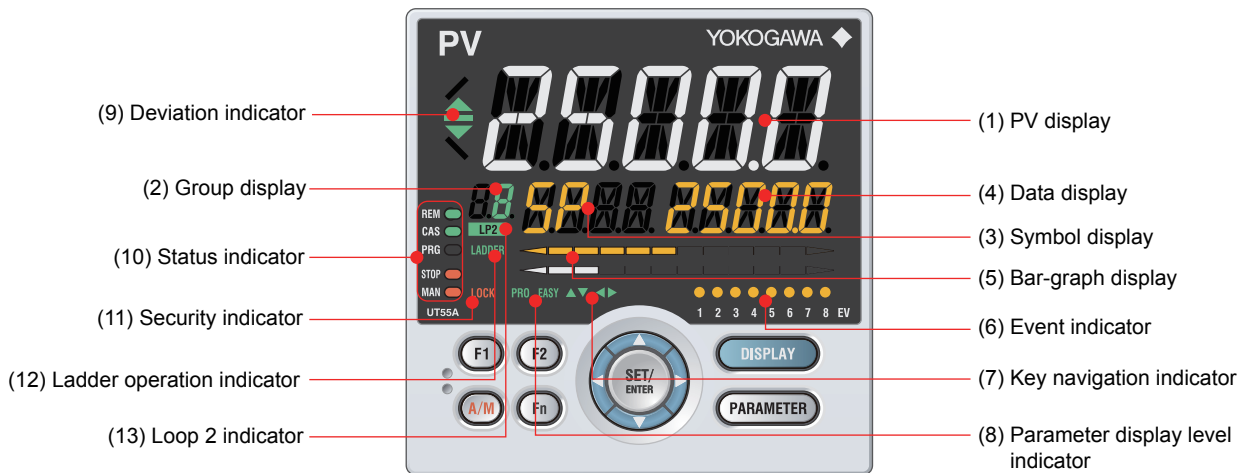 PV
YOKOGAWA
2500.0
8
SP
25000
REM
CAS
PRG
STOP
MAN
UT55A
LP2
LADDER
LOCK
PRO EASY
1 2 3 4 5 6 7 8 EV
F1
F2
A/M
Fn
SET/
ENTER
DISPLAY
PARAMETER
(9) Deviation indicator
(2) Group display
(10) Status indicator
(11) Security indicator
(12) Ladder operation indicator
(13) Loop 2 indicator
(1) PV display
(4) Data display
(3) Symbol display
(5) Bar-graph display
(6) Event indicator
(7) Key navigation indicator
(8) Parameter display level
indicator